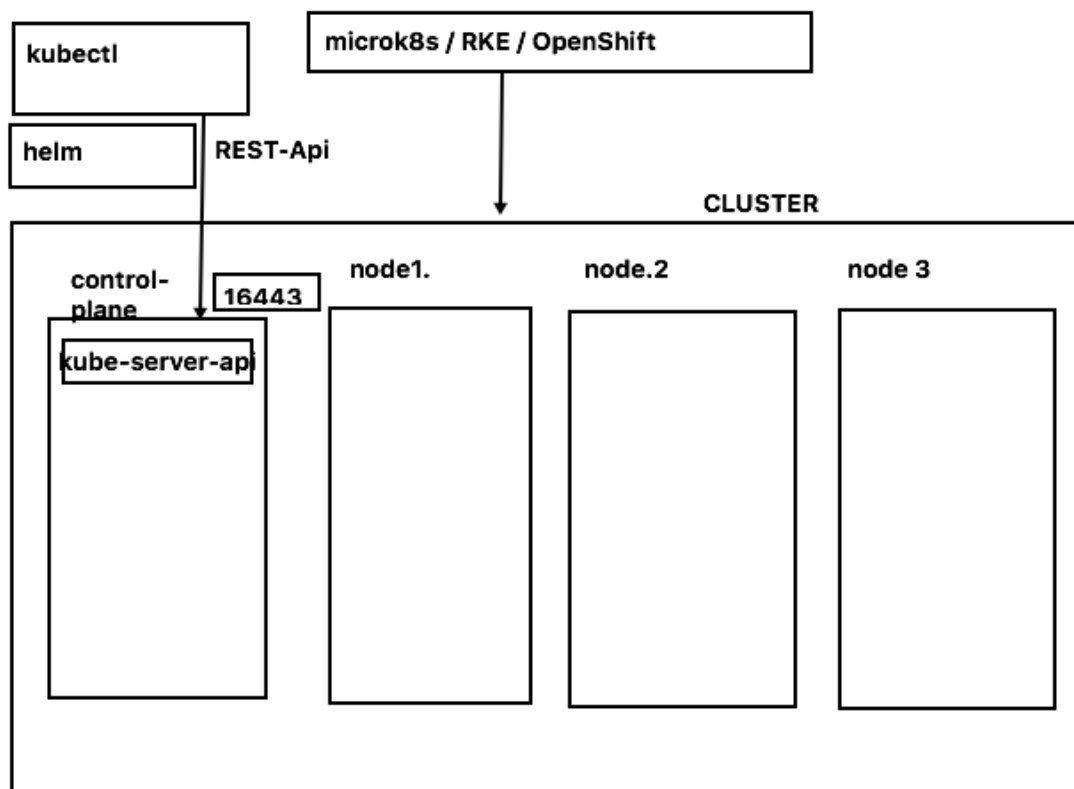 kubectl
microk8s / RKE / OpenShift
helm
REST-Api
CLUSTER
control-
plane
16443
node1.
node.2
node 3
kube-server-api